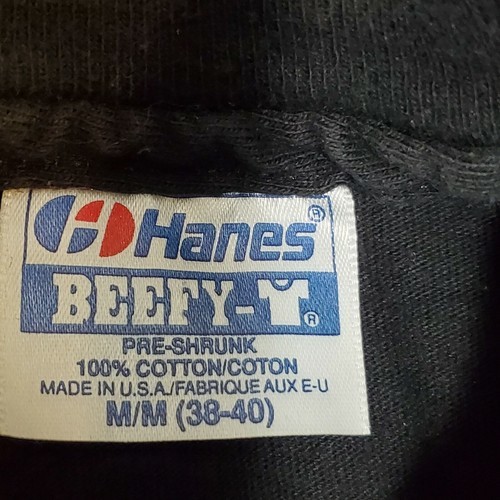 Hanes®
BEEFY-T®
PRE-SHRUNK
100% COTTON/COTON
MADE IN U.S.A./FABRIQUE AUX E-U
M/M (38-40)